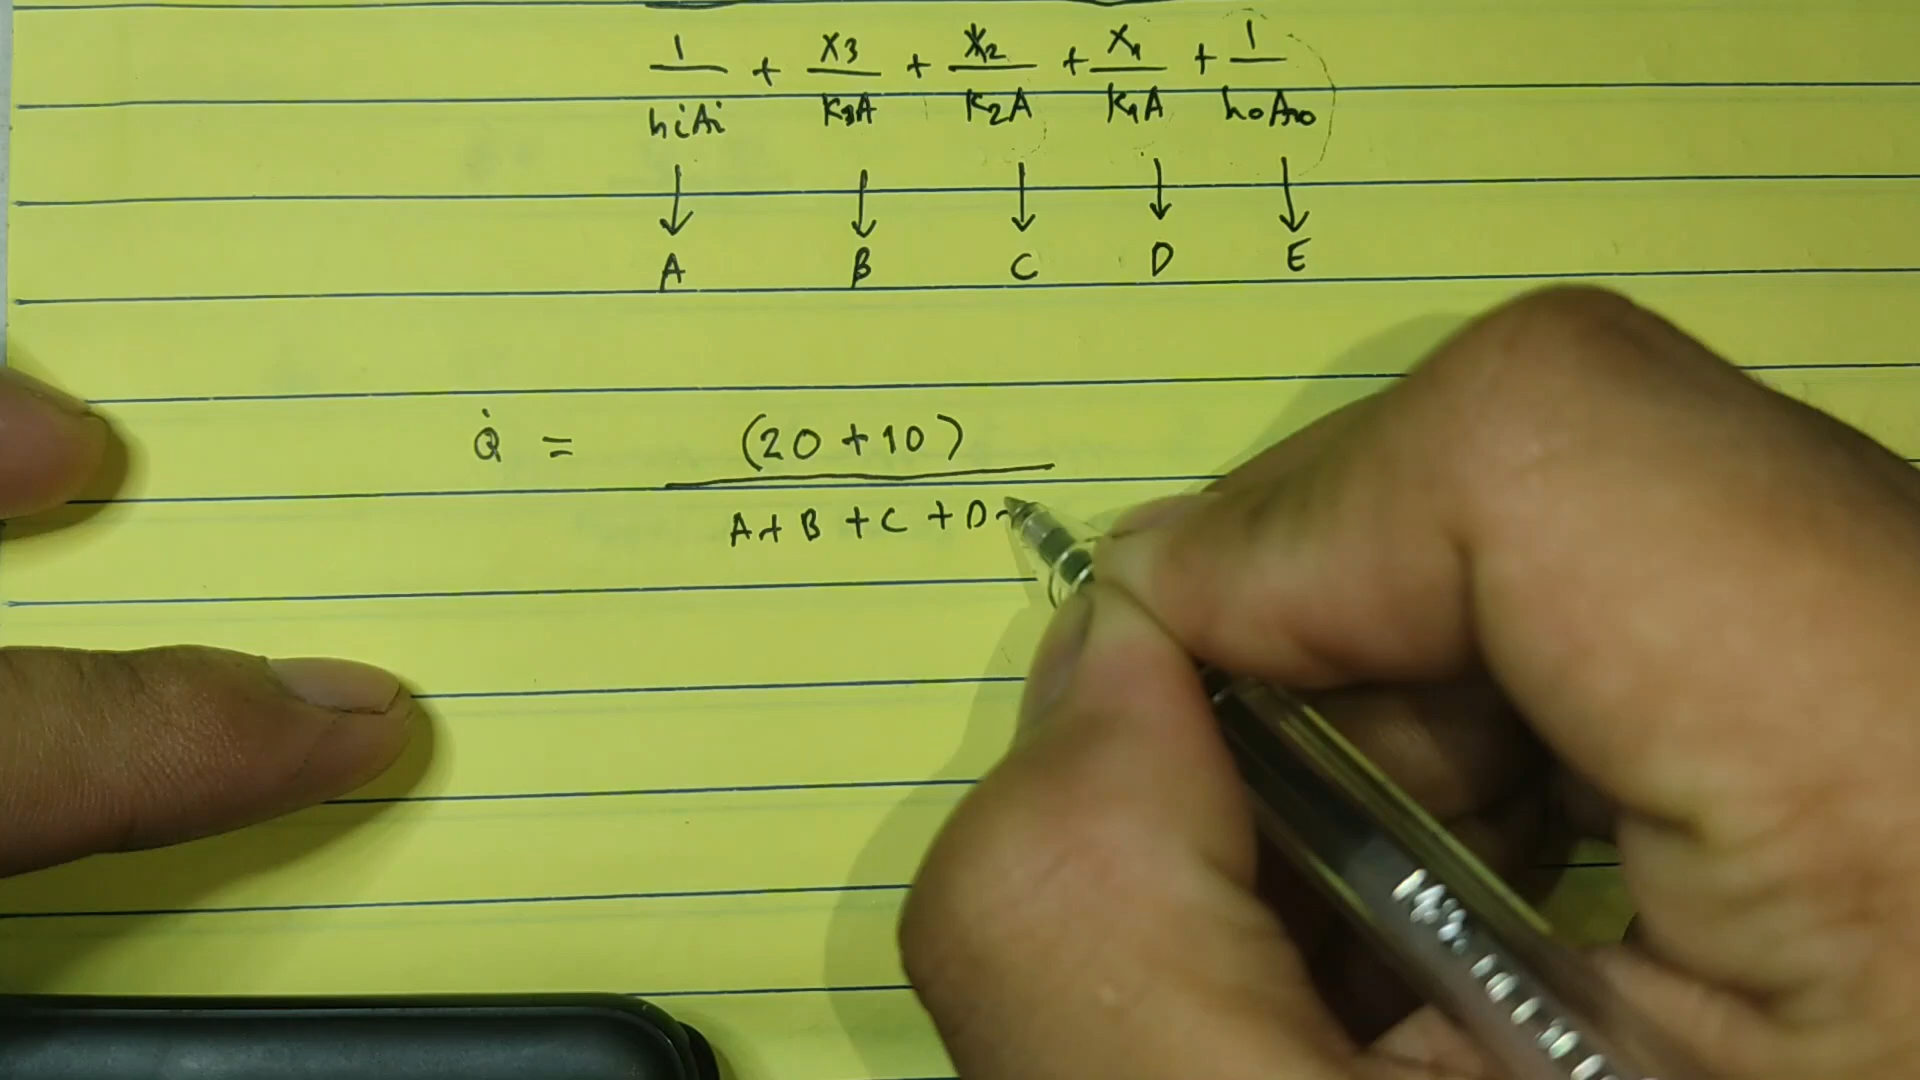 1 + x3 + x2 + x1 + 1
hiAi K3A K2A K1A hoAo
A B C D E
Q̇ = (20 + 10)
A + B + C + D +